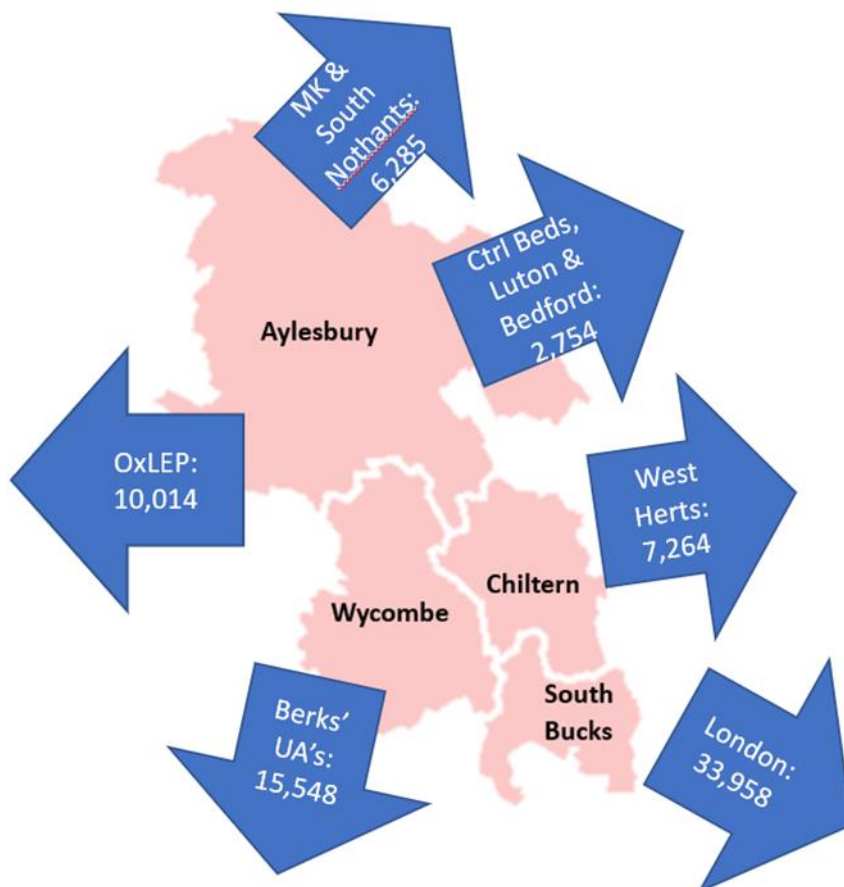 MK &
South
Nothants:
6,285
Ctrl Beds,
Luton &
Bedford:
2,754
Aylesbury
OxLEP:
10,014
West
Herts:
7,264
Chiltern
Wycombe
South
Bucks
Berks’
UA’s:
15,548
London:
33,958